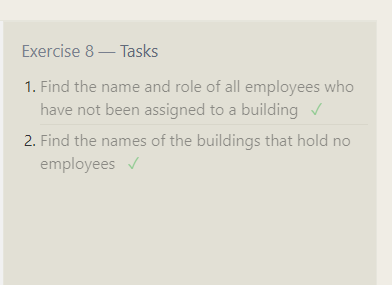 Exercise 8 — Tasks
1. Find the name and role of all employees who
have not been assigned to a building ✓
2. Find the names of the buildings that hold no
employees ✓